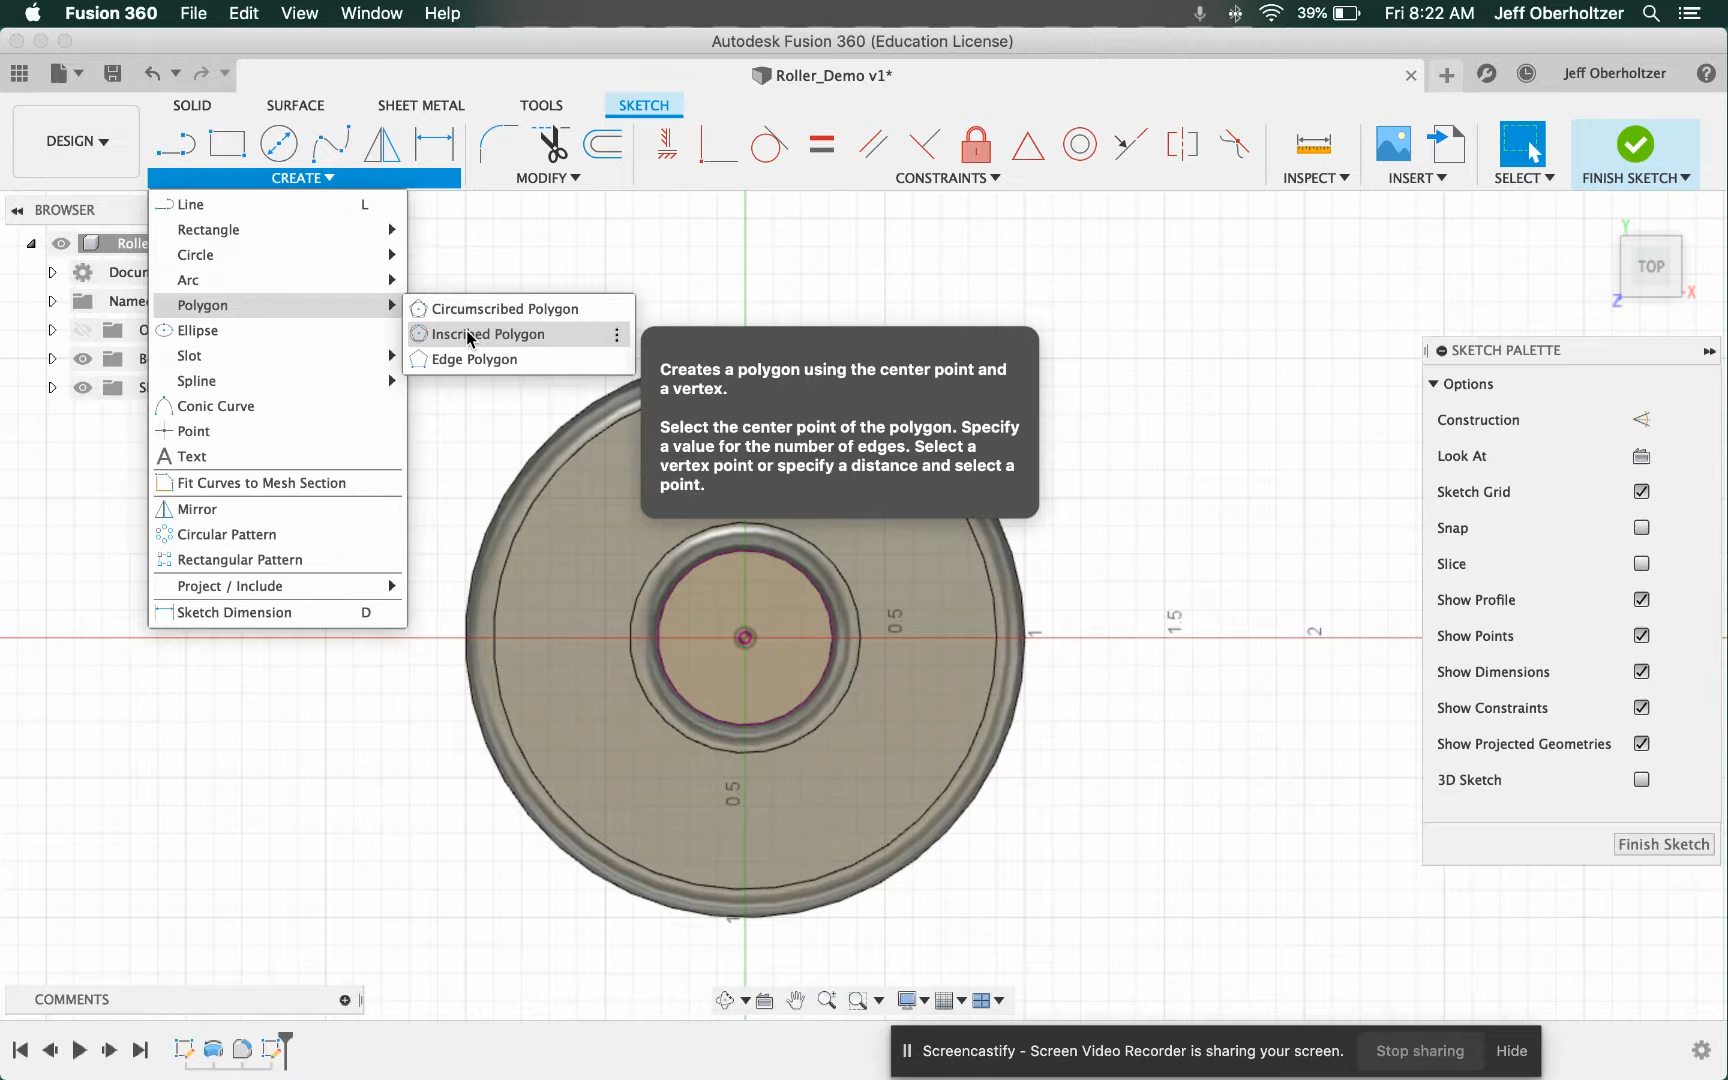 Fusion 360 File Edit View Window Help 39% Fri 8:22 AM Jeff Oberholtzer
Autodesk Fusion 360 (Education License)
Roller_Demo v1* Jeff Oberholtzer
SOLID SURFACE SHEET METAL TOOLS SKETCH
DESIGN
CREATE MODIFY CONSTRAINTS INSPECT INSERT SELECT FINISH SKETCH
BROWSER
Rolle
Docun
Name
O
B
S
Line L
Rectangle
Circle
Arc
Polygon
Ellipse
Slot
Spline
Conic Curve
Point
Text
Fit Curves to Mesh Section
Mirror
Circular Pattern
Rectangular Pattern
Project / Include
Sketch Dimension D
Circumscribed Polygon
Inscribed Polygon
Edge Polygon
Creates a polygon using the center point and
a vertex.
Select the center point of the polygon. Specify
a value for the number of edges. Select a
vertex point or specify a distance and select a
point.
Y
TOP
X
Z
0.5
1
1.5
2
0.5
1
SKETCH PALETTE
Options
Construction
Look At
Sketch Grid
Snap
Slice
Show Profile
Show Points
Show Dimensions
Show Constraints
Show Projected Geometries
3D Sketch
Finish Sketch
COMMENTS
Screencastify - Screen Video Recorder is sharing your screen. Stop sharing Hide